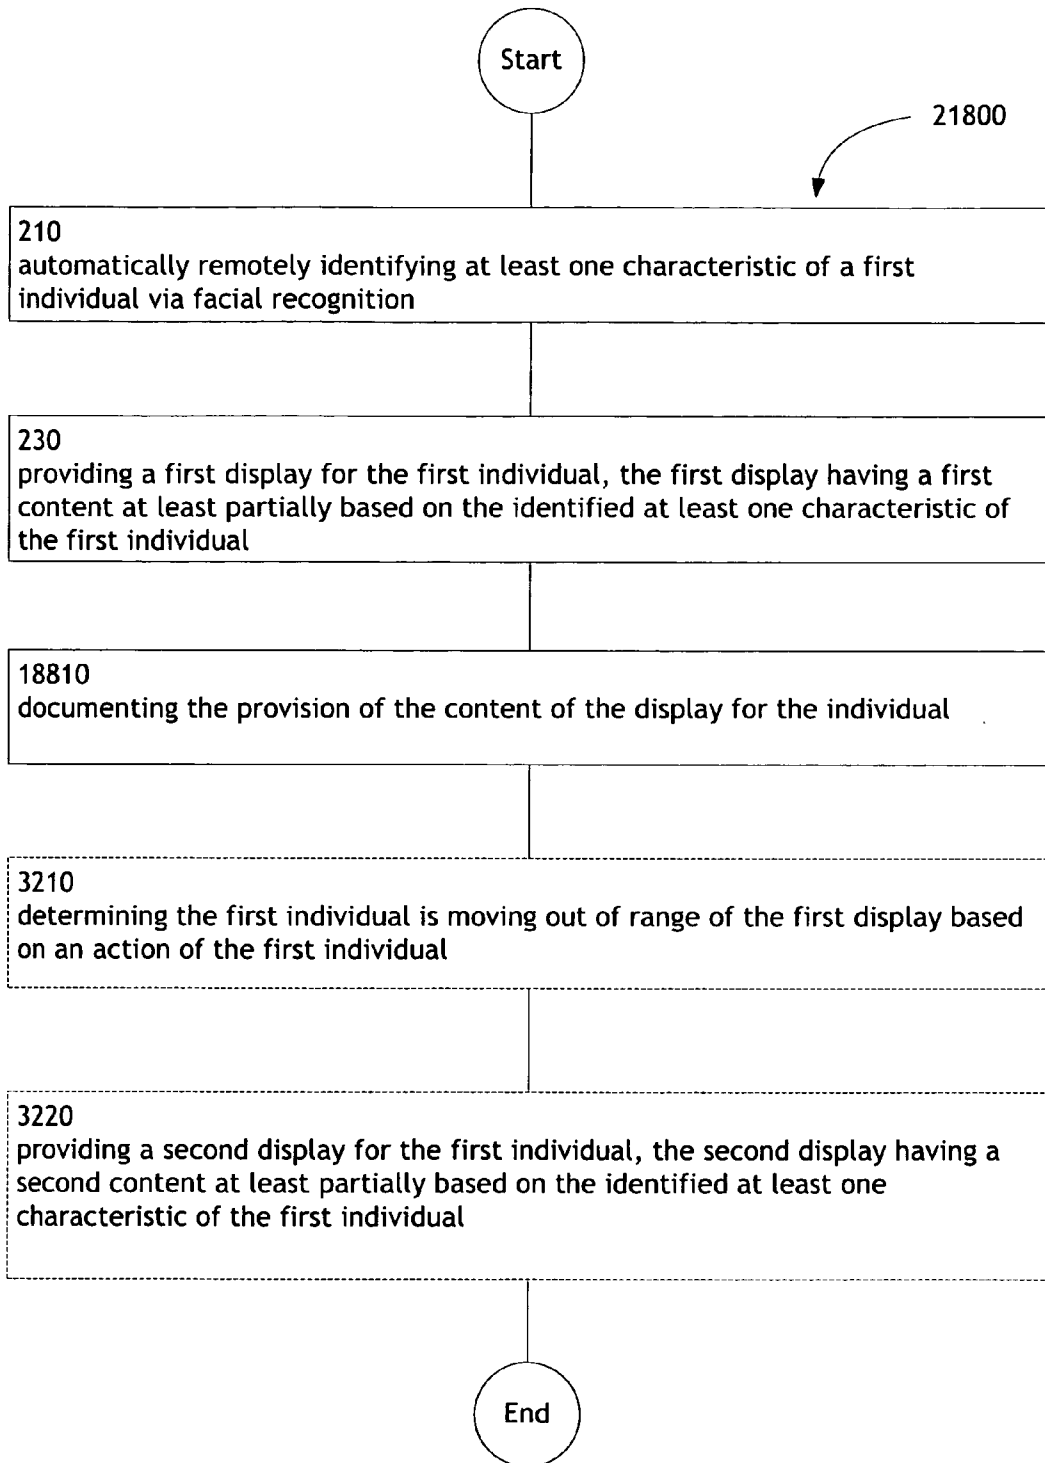 Start
21800
210
automatically remotely identifying at least one characteristic of a first
individual via facial recognition
230
providing a first display for the first individual, the first display having a first
content at least partially based on the identified at least one characteristic of
the first individual
18810
documenting the provision of the content of the display for the individual
3210
determining the first individual is moving out of range of the first display based
on an action of the first individual
3220
providing a second display for the first individual, the second display having a
second content at least partially based on the identified at least one
characteristic of the first individual
End